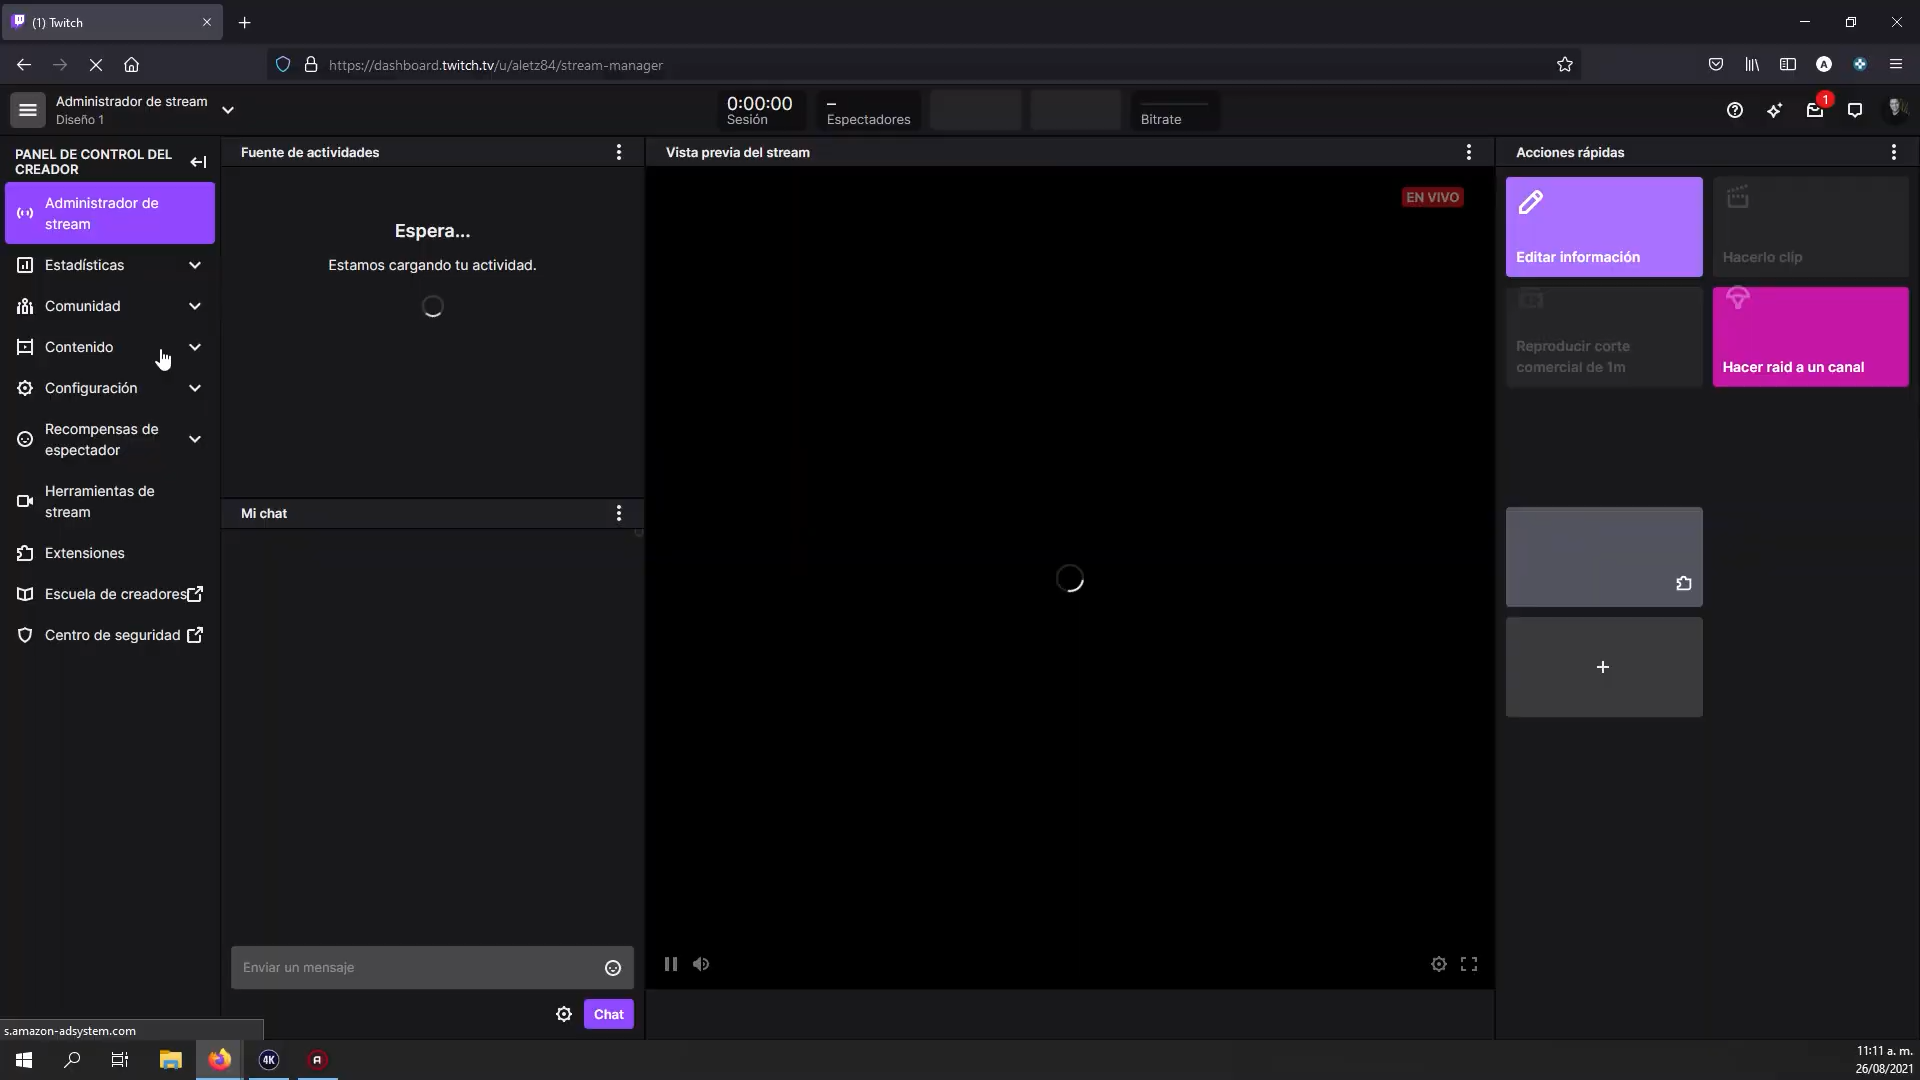 (1) Twitch
https://dashboard.twitch.tv/u/aletz84/stream-manager
Administrador de stream
Diseño 1
0:00:00
Sesión
–
Espectadores
Bitrate
1
PANEL DE CONTROL DEL
CREADOR
Administrador de
stream
Estadísticas
Comunidad
Contenido
Configuración
Recompensas de
espectador
Herramientas de
stream
Extensiones
Escuela de creadores
Centro de seguridad
Fuente de actividades
Espera...
Estamos cargando tu actividad.
Mi chat
Enviar un mensaje
Chat
Vista previa del stream
EN VIVO
Acciones rápidas
Editar información
Hacerlo clip
Reproducir corte
comercial de 1m
Hacer raid a un canal
+
s.amazon-adsystem.com
4K
A
11:11 a. m.
26/08/2021